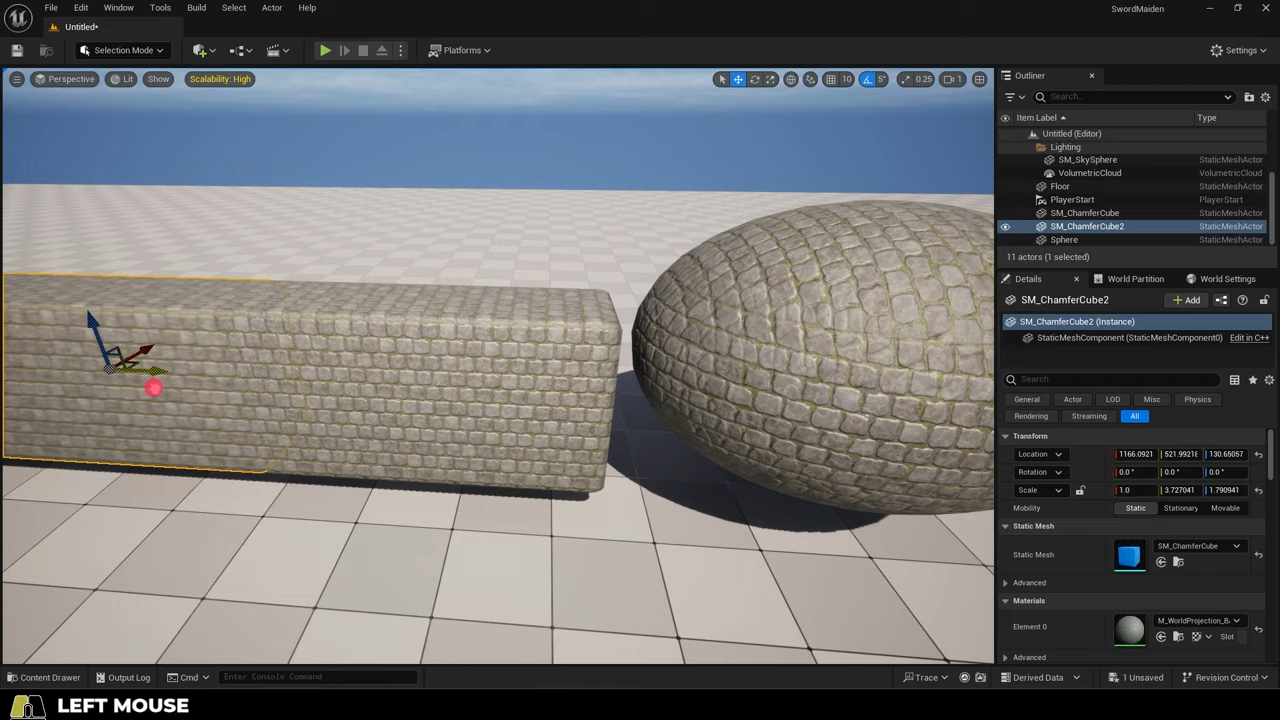 File Edit Window Tools Build Select Actor Help
SwordMaiden
Untitled*
Selection Mode
Platforms
Settings
Perspective Lit Show Scalability: High
10 5° 0.25 1
Outliner
Search...
Item Label Type
Untitled (Editor)
Lighting
SM_SkySphere StaticMeshActor
VolumetricCloud VolumetricCloud
Floor StaticMeshActor
PlayerStart PlayerStart
SM_ChamferCube StaticMeshActor
SM_ChamferCube2 StaticMeshActor
Sphere StaticMeshActor
11 actors (1 selected)
Details World Partition World Settings
SM_ChamferCube2 + Add
SM_ChamferCube2 (Instance)
StaticMeshComponent (StaticMeshComponent0) Edit in C++
Search
General Actor LOD Misc Physics
Rendering Streaming All
Transform
Location 1166.0921 521.99218 130.65057
Rotation 0.0 ° 0.0 ° 0.0 °
Scale 1.0 3.727041 1.790941
Mobility Static Stationary Movable
Static Mesh
Static Mesh SM_ChamferCube
Advanced
Materials
Element 0 M_WorldProjection_B
Slot
Advanced
Content Drawer Output Log Cmd Enter Console Command Trace Derived Data 1 Unsaved Revision Control
LEFT MOUSE